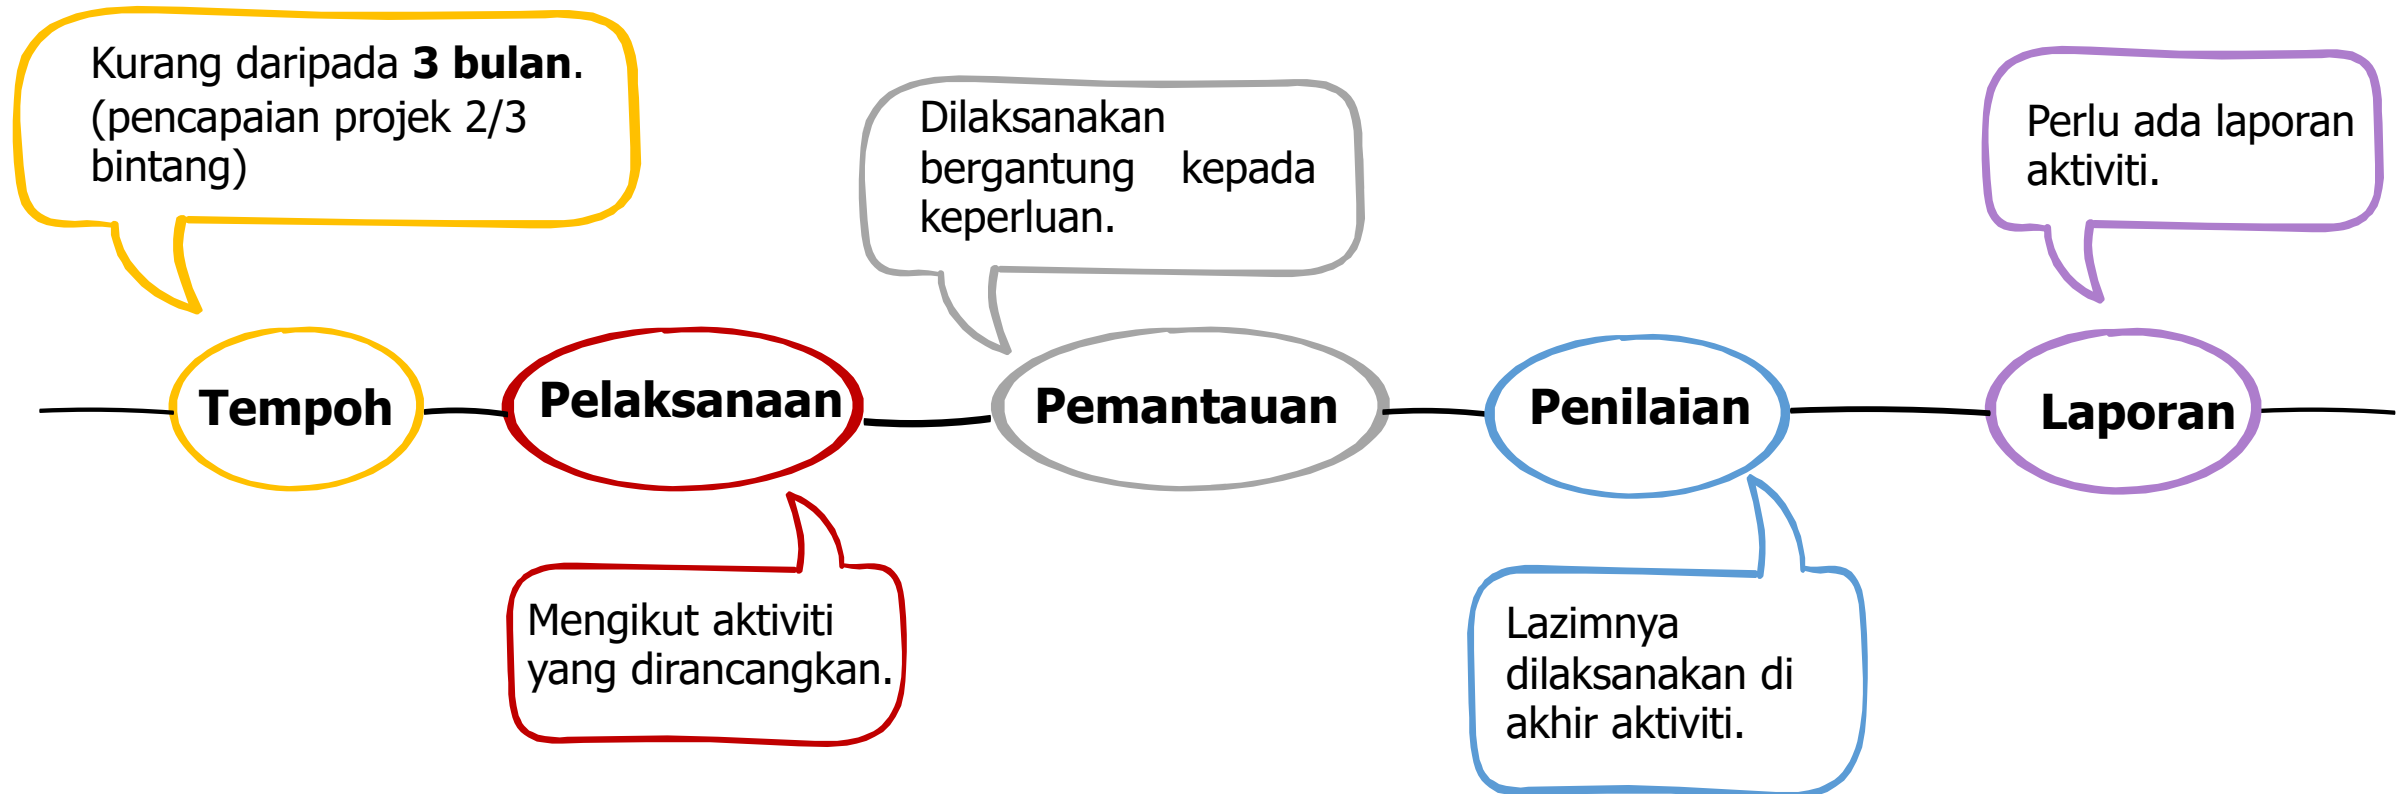 Kurang daripada 3 bulan.
(pencapaian projek 2/3
bintang)
Dilaksanakan
bergantung kepada
keperluan.
Perlu ada laporan
aktiviti.
Tempoh
Pelaksanaan
Pemantauan
Penilaian
Laporan
Mengikut aktiviti
yang dirancangkan.
Lazimnya
dilaksanakan di
akhir aktiviti.